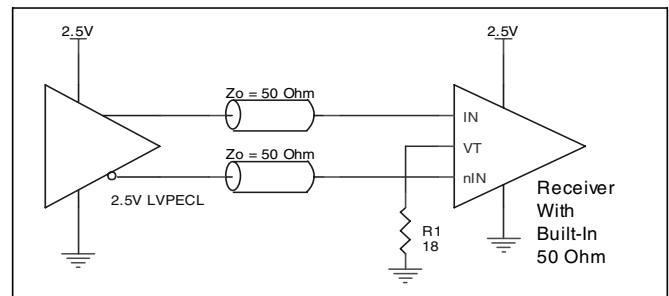 2.5V
2.5V
Zo = 50 Ohm
IN
VT
Zo = 50 Ohm
nIN
2.5V LVPECL
R1
18
Receiver
With
Built-In
50 Ohm